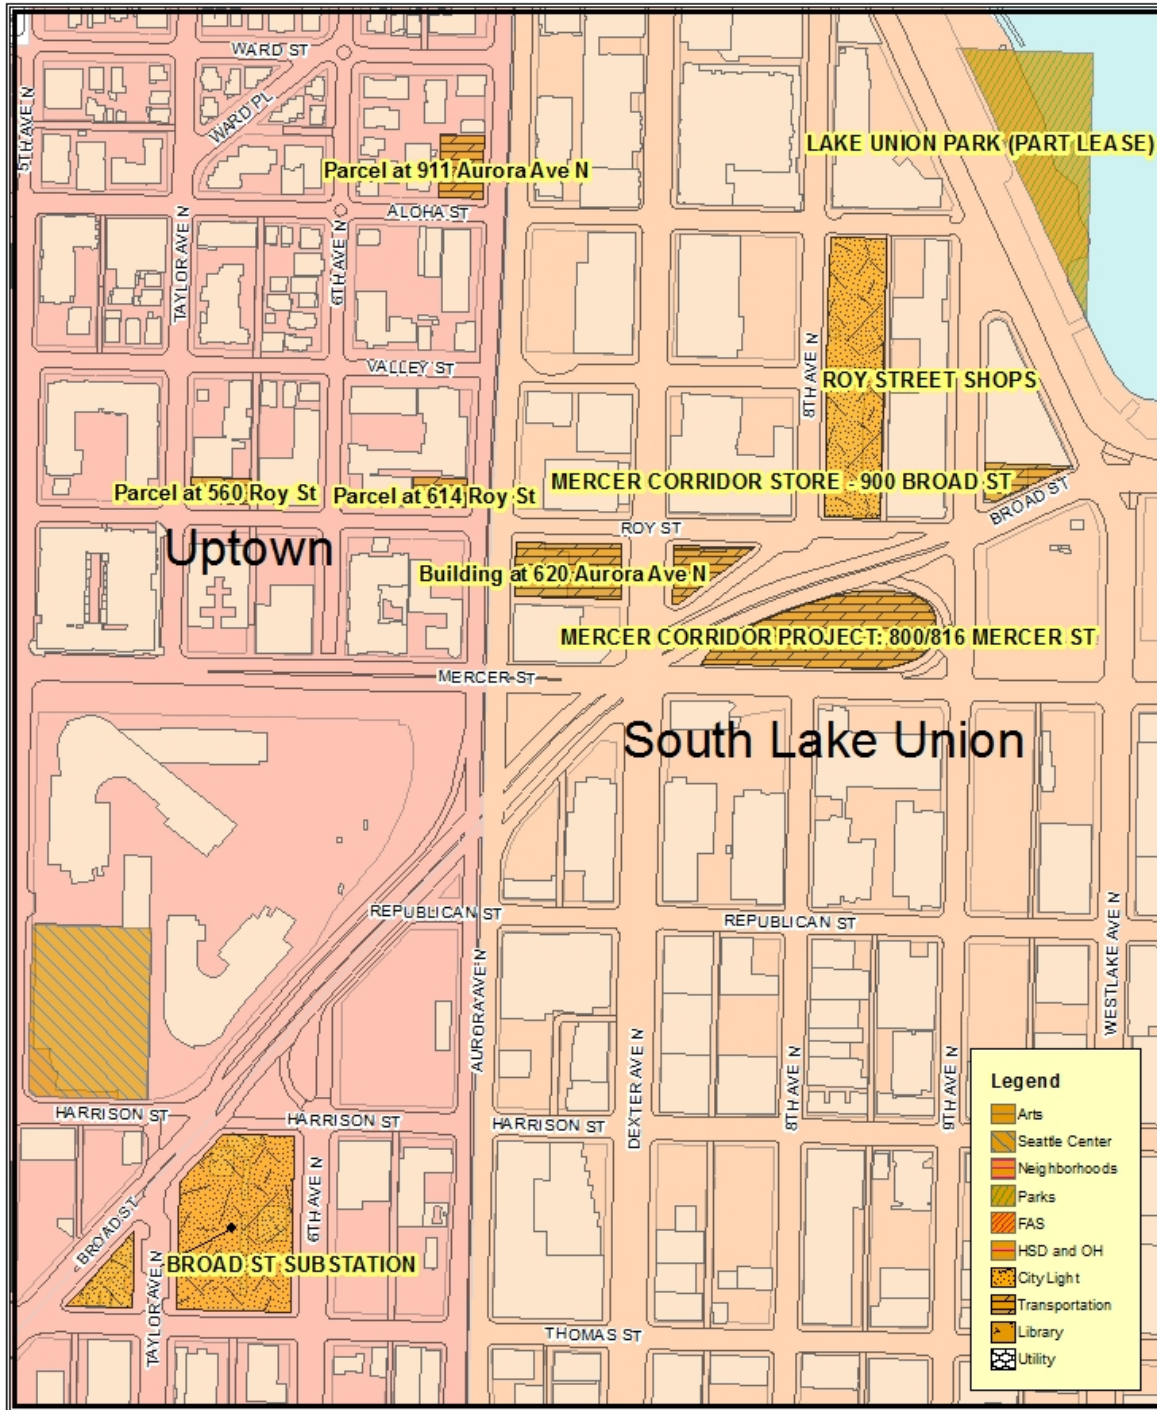 WARD ST
5TH AVE N
WARD PL
LAKE UNION PARK (PART LEASE)
Parcel at 911 Aurora Ave N
ALOHA ST
TAYLOR AVE N
6TH AVE N
8TH AVE N
VALLEY ST
ROY STREET SHOPS
MERCER CORRIDOR STORE - 900 BROAD ST
Parcel at 560 Roy St
Parcel at 614 Roy St
BROAD ST
ROY ST
Uptown
Building at 620 Aurora Ave N
MERCER CORRIDOR PROJECT: 800/816 MERCER ST
MERCER ST
South Lake Union
REPUBLICAN ST
REPUBLICAN ST
AURORA AVE N
WESTLAKE AVE N
DEXTER AVE N
8TH AVE N
9TH AVE N
HARRISON ST
HARRISON ST
HARRISON ST
BROAD ST
6TH AVE N
TAYLOR AVE N
BROAD ST SUBSTATION
THOMAS ST
Legend
Arts
Seattle Center
Neighborhoods
Parks
FAS
HSD and OH
City Light
Transportation
Library
Utility